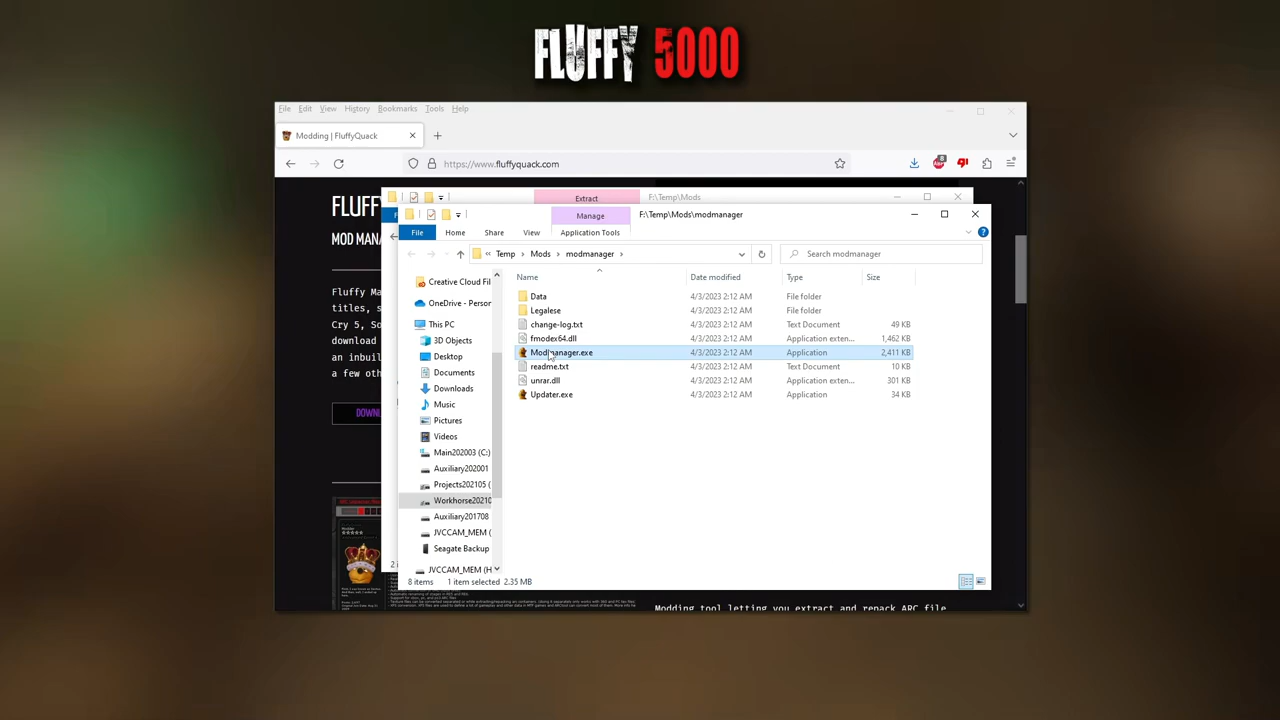 FLUFFY 5000
File Edit View History Bookmarks Tools Help
Modding | FluffyQuack
https://www.fluffyquack.com
8
Extract F:\Temp\Mods
FLUFF
MOD MANA
Fluffy Ma
titles, s
Cry 5, So
download
an inbuil
a few othe
DOWNL
Manage F:\Temp\Mods\modmanager
File Home Share View Application Tools
Temp Mods modmanager
Search modmanager
Creative Cloud Fil
OneDrive - Person
This PC
3D Objects
Desktop
Documents
Downloads
Music
Pictures
Videos
Main202003 (C:)
Auxiliary202001
Projects202105 (
Workhorse20210
Auxiliary201708
JVCCAM_MEM (
Seagate Backup
JVCCAM_MEM (H
Name Date modified Type Size
Data 4/3/2023 2:12 AM File folder
Legalese 4/3/2023 2:12 AM File folder
change-log.txt 4/3/2023 2:12 AM Text Document 49 KB
fmodex64.dll 4/3/2023 2:12 AM Application exten... 1,462 KB
Modmanager.exe 4/3/2023 2:12 AM Application 2,411 KB
readme.txt 4/3/2023 2:12 AM Text Document 10 KB
unrar.dll 4/3/2023 2:12 AM Application exten... 301 KB
Updater.exe 4/3/2023 2:12 AM Application 34 KB
8 items 1 item selected 2.35 MB
Modding tool letting you extract and repack ARC file